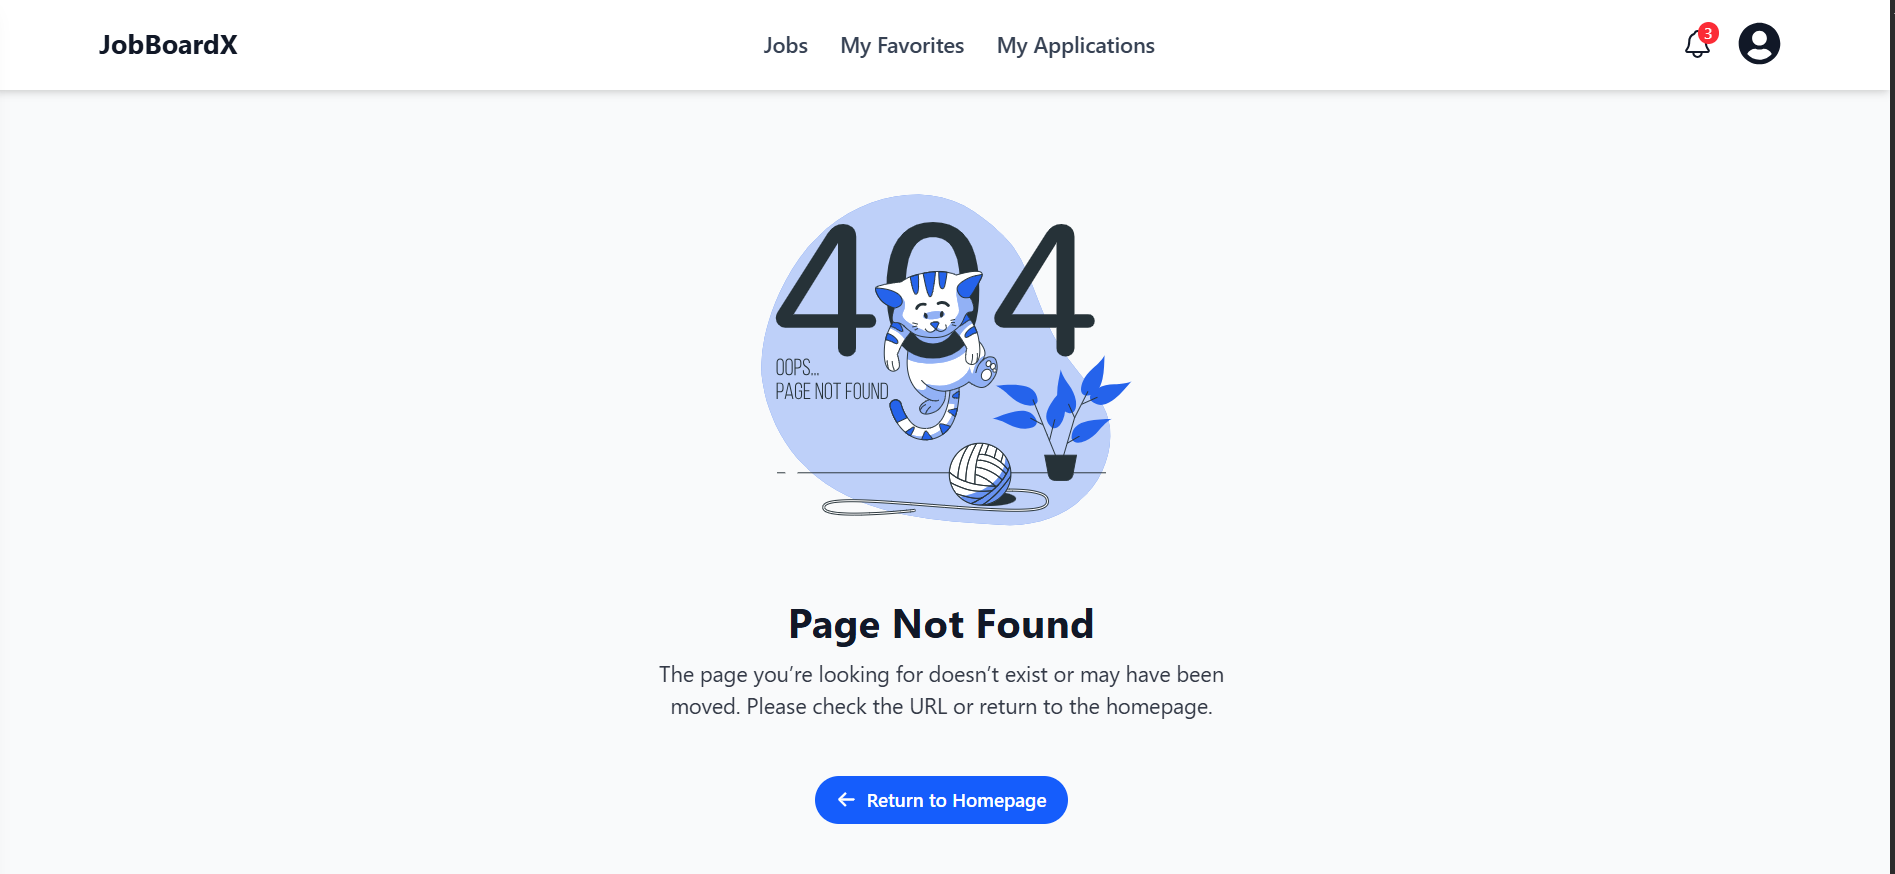 JobBoardX
Jobs
My Favorites
My Applications
3
404
OOPS...
PAGE NOT FOUND
Page Not Found
The page you’re looking for doesn’t exist or may have been
moved. Please check the URL or return to the homepage.
Return to Homepage